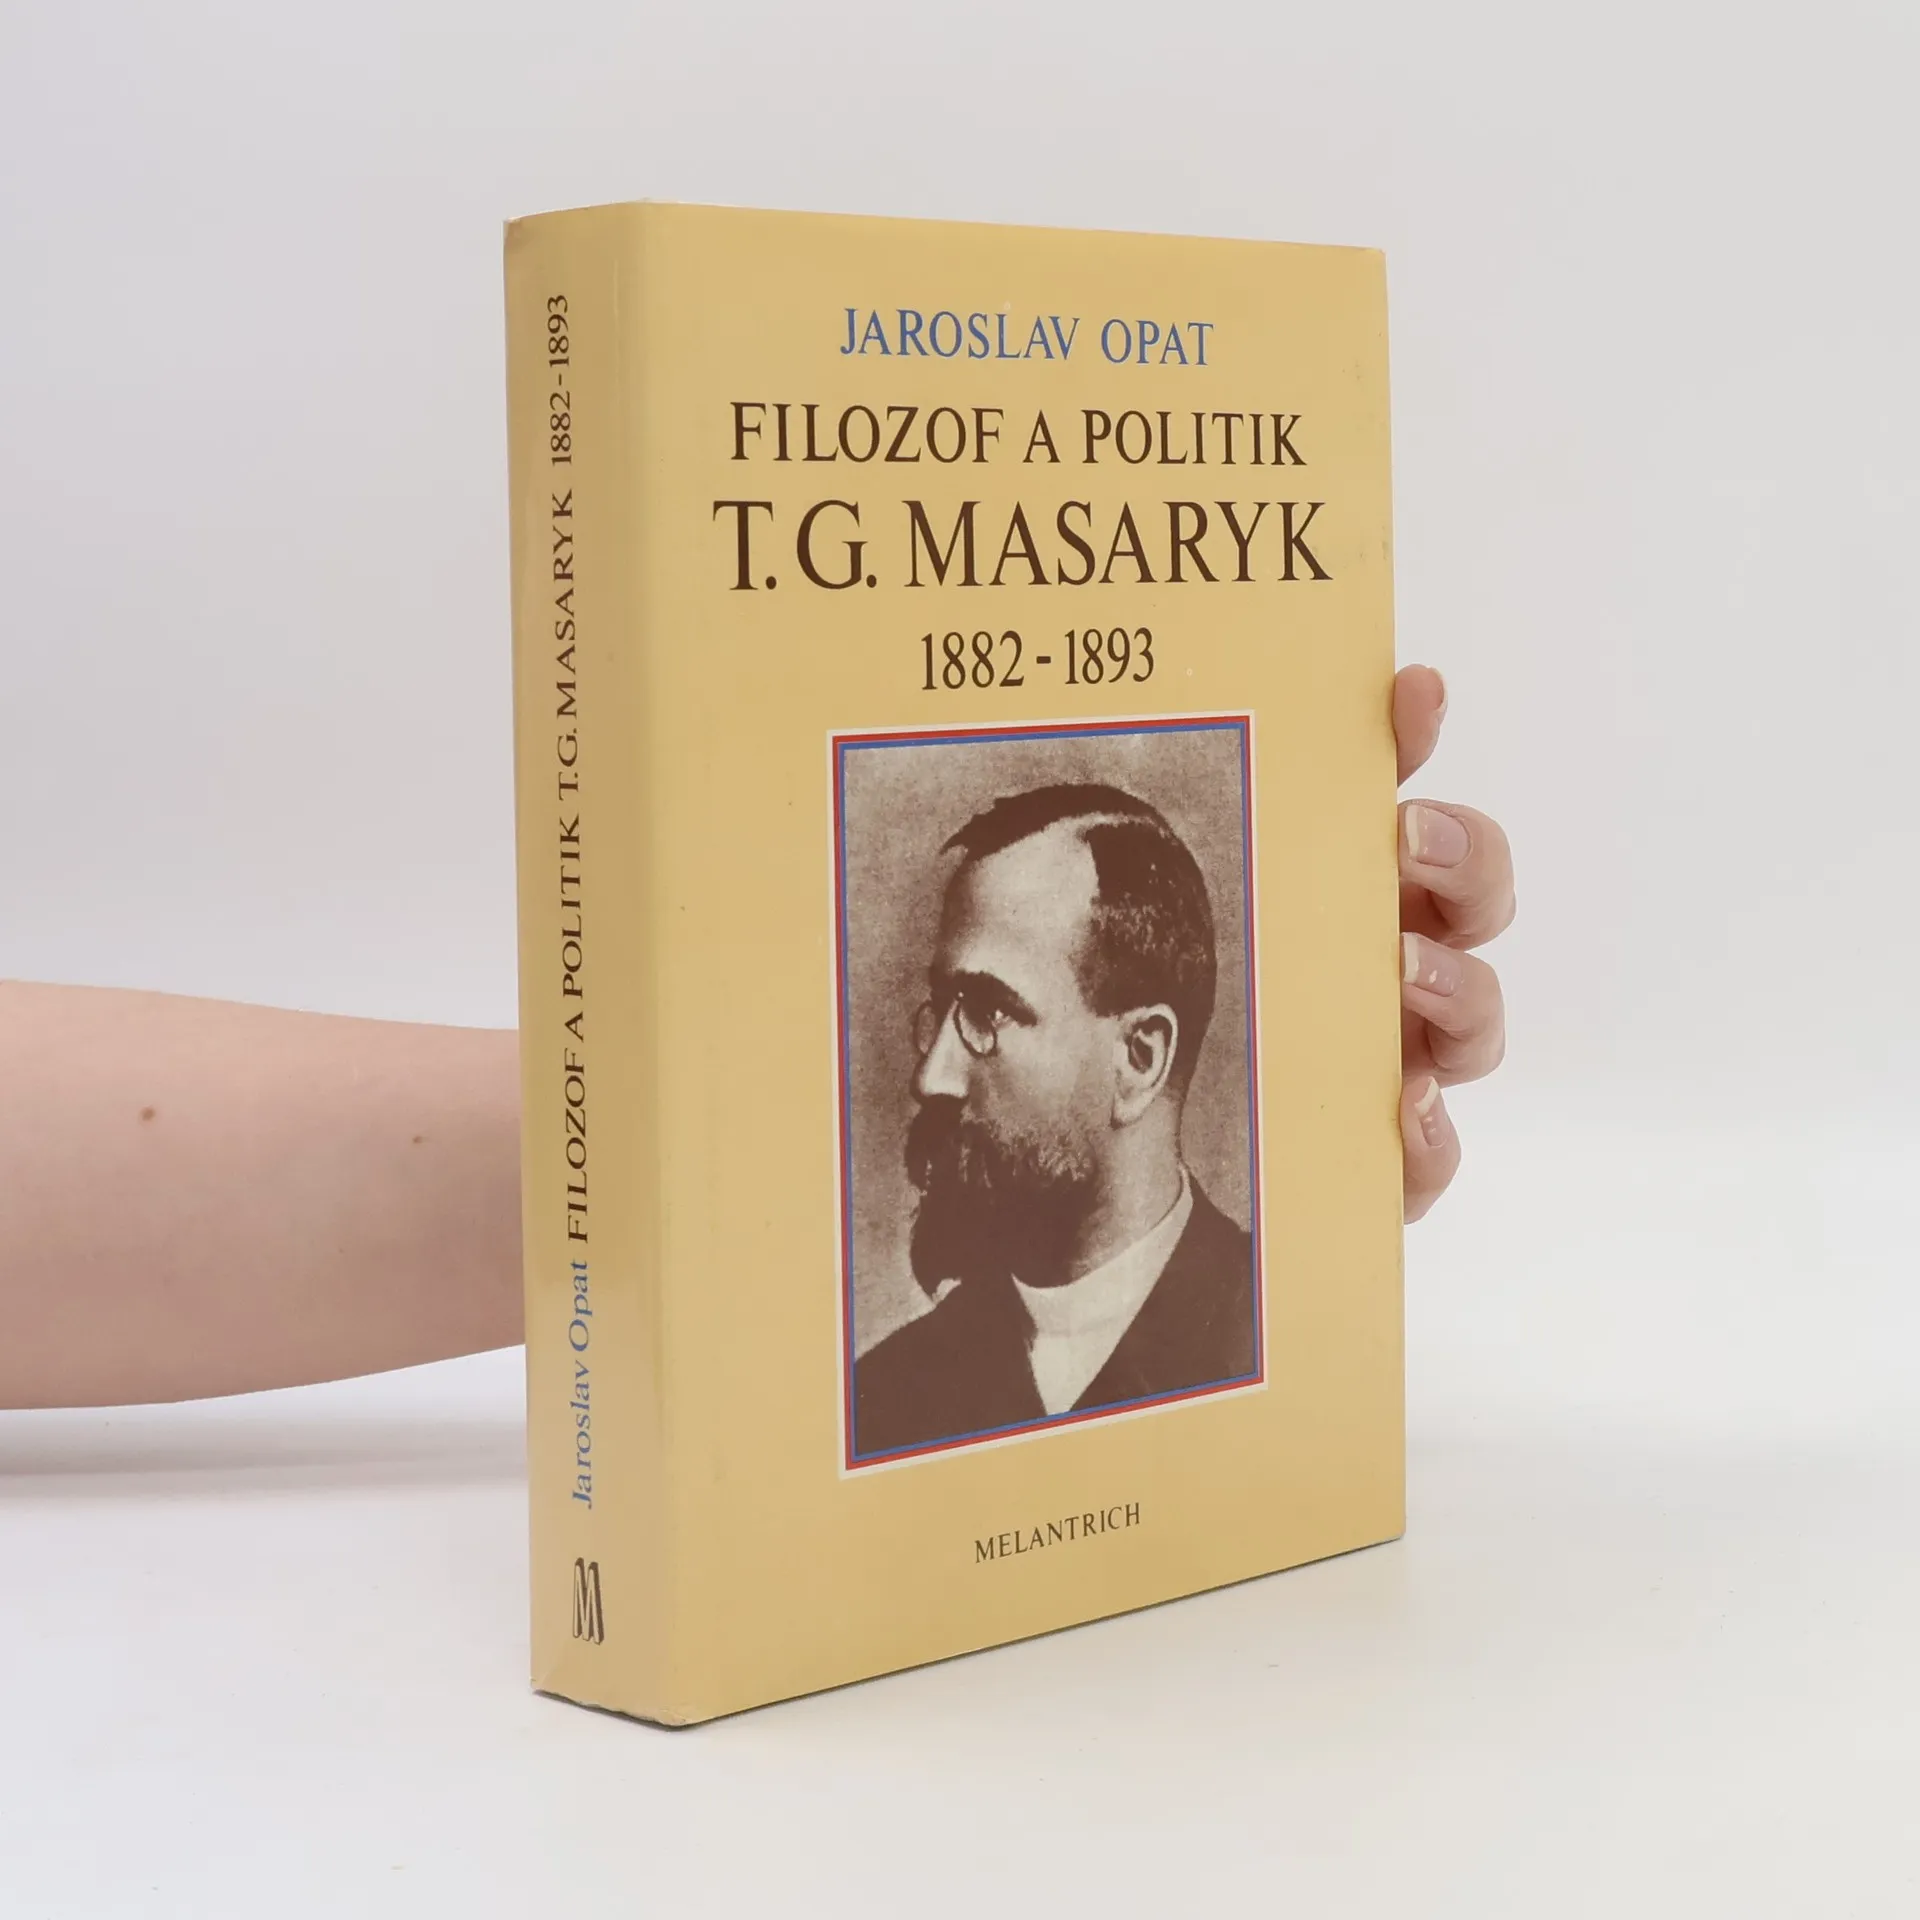 JAROSLAV OPAT
FILOZOF A POLITIK
T. G. MASARYK
1882-1893
MELANTRICH
Jaroslav Opat FILOZOF A POLITIK T.G. MASARYK 1882-1893
M